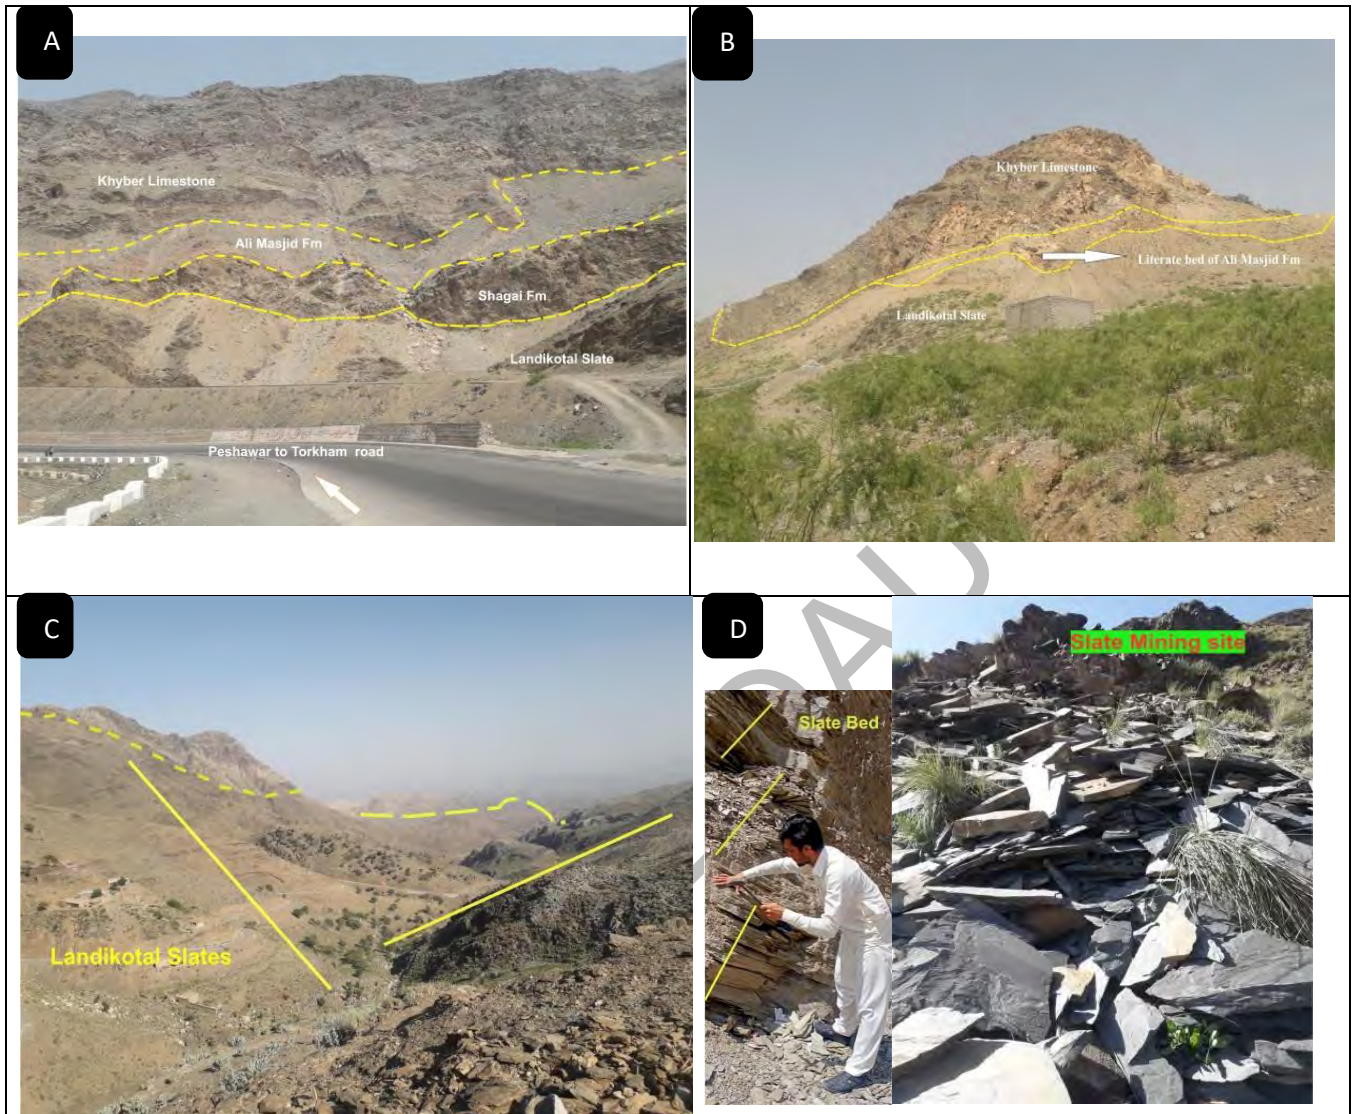 A
Khyber Limestone
Ali Masjid Fm
Shagai Fm
Landikotal Slate
Peshawar to Torkham road
B
Khyber Limestone
Literate bed of Ali Masjid Fm
Landikotal Slate
C
Landikotal Slates
D
Slate Bed
Slate Mining site